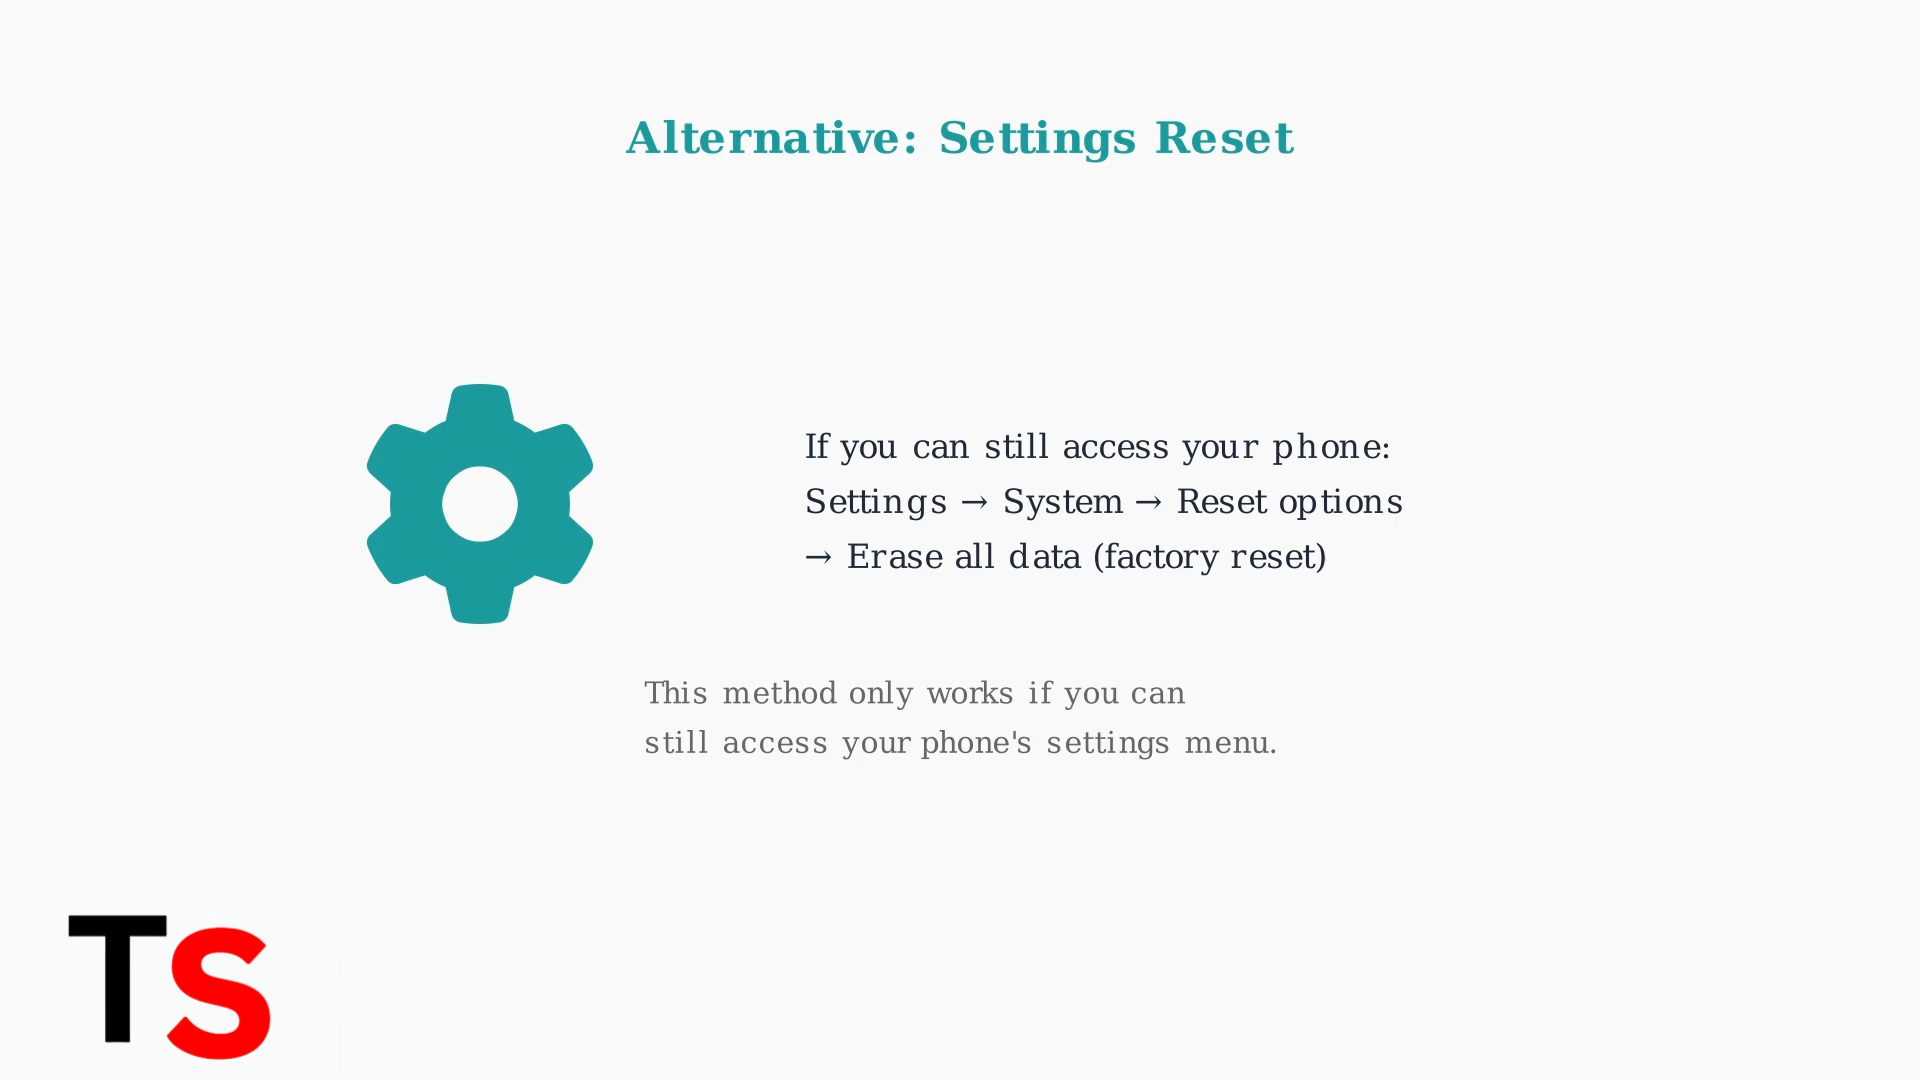 Alternative: Settings Reset
If you can still access your phone:
Settings → System → Reset options
→ Erase all data (factory reset)
This method only works if you can
still access your phone's settings menu.
TS